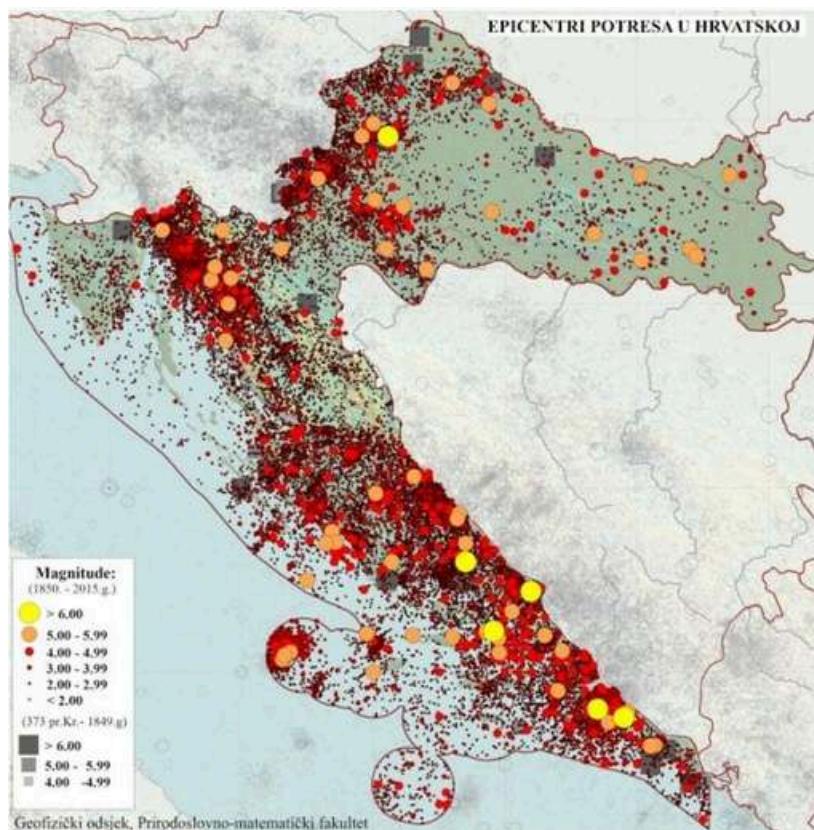 EPICENTRI POTRESA U HRVATSKOJ
Magnitude:
(1850. - 2015.g.)
> 6.00
5.00 - 5.99
4.00 - 4.99
3.00 - 3.99
2.00 - 2.99
< 2.00
(373 pr.Kr.- 1849.g)
> 6.00
5.00 - 5.99
4.00 -4.99
Geofizički odsjek, Prirodoslovno-matematički fakultet